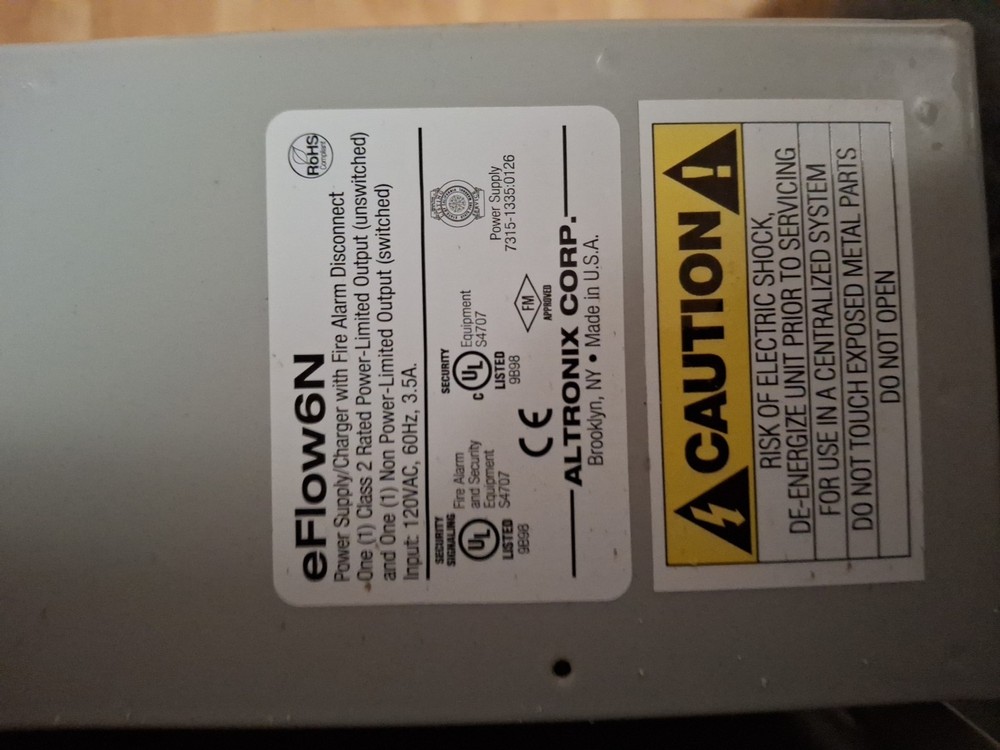 RoHS
Compliant
eFlow6N
Power Supply/Charger with Fire Alarm Disconnect
One (1) Class 2 Rated Power-Limited Output (unswitched)
and One (1) Non Power-Limited Output (switched)
Input: 120VAC, 60Hz, 3.5A.
SECURITY
SIGNALING
UL
LISTED
9B98
Fire Alarm
and Security
Equipment
S4707
SECURITY
C UL
LISTED
9B98
Equipment
S4707
Power Supply
7315-1335:0126
CE
FM
APPROVED
ALTRONIX CORP.
Brooklyn, NY • Made in U.S.A.
CAUTION
RISK OF ELECTRIC SHOCK,
DE-ENERGIZE UNIT PRIOR TO SERVICING
FOR USE IN A CENTRALIZED SYSTEM
DO NOT TOUCH EXPOSED METAL PARTS
DO NOT OPEN